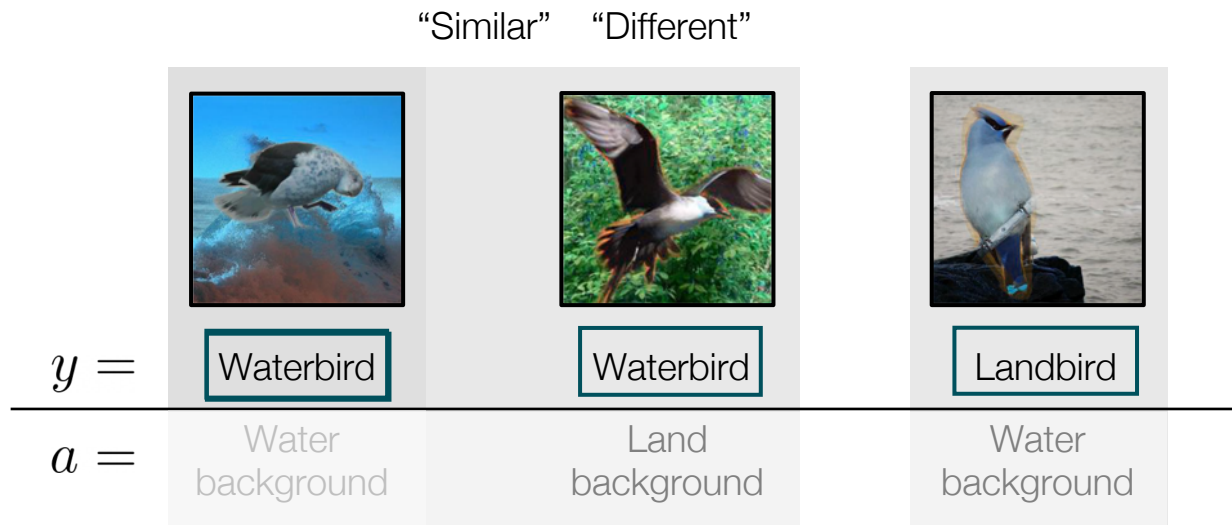 “Similar” “Different”
y = Waterbird Waterbird Landbird
a = Water background Land background Water background